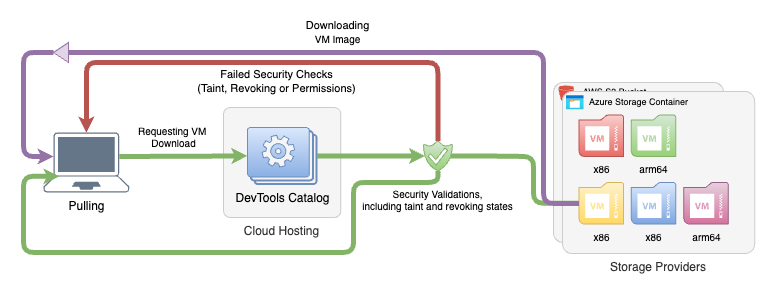 Downloading
VM Image
Failed Security Checks
(Taint, Revoking or Permissions)
AWS S3 Bucket
Azure Storage Container
Requesting VM
Download
VM
VM
x86
arm64
Pulling
DevTools Catalog
Security Validations,
including taint and revoking states
VM
VM
VM
x86
x86
arm64
Cloud Hosting
Storage Providers